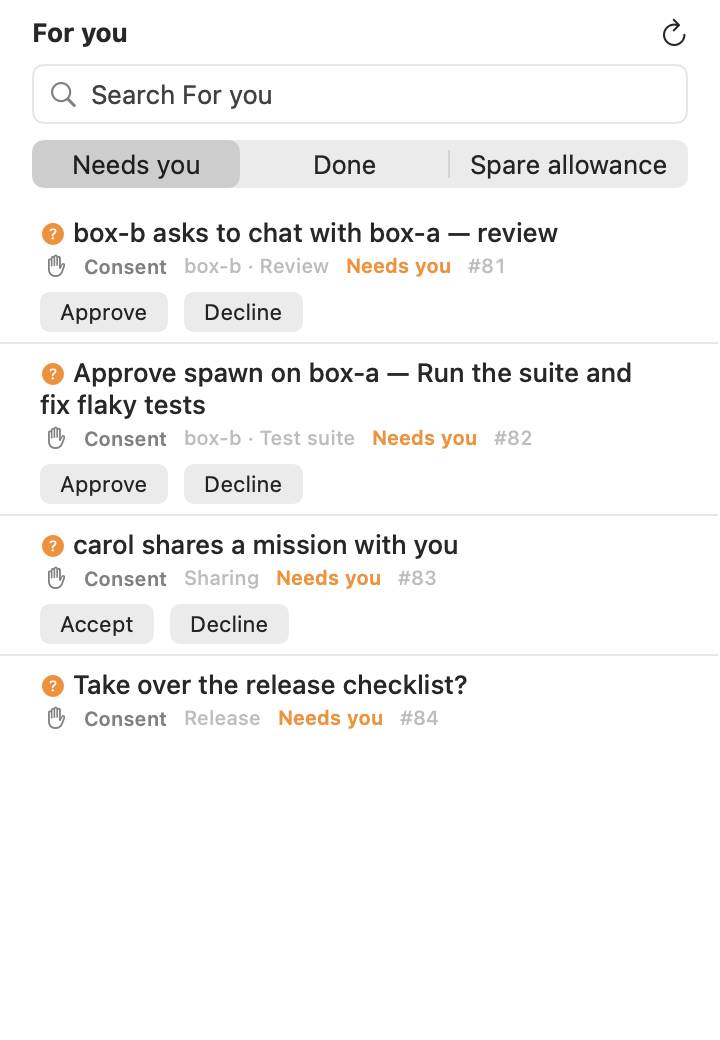 For you
Search For you
Needs you Done Spare allowance
? box-b asks to chat with box-a — review
Consent box-b · Review Needs you #81
Approve Decline
? Approve spawn on box-a — Run the suite and
fix flaky tests
Consent box-b · Test suite Needs you #82
Approve Decline
? carol shares a mission with you
Consent Sharing Needs you #83
Accept Decline
? Take over the release checklist?
Consent Release Needs you #84